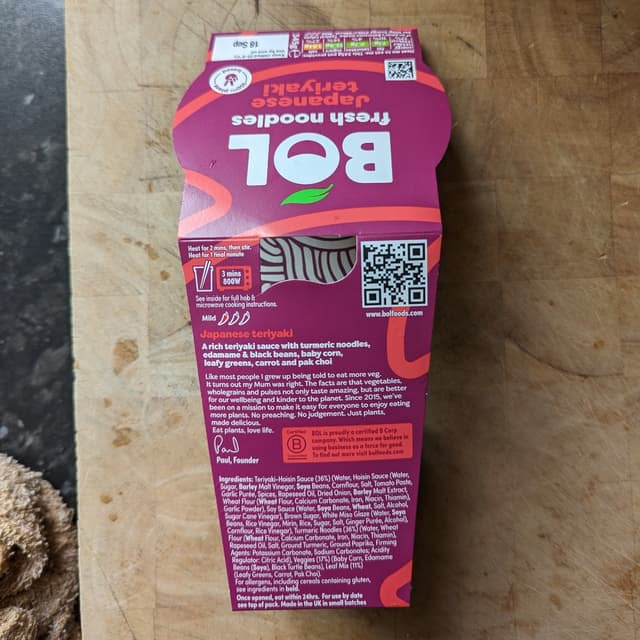 18 Sep
345g e
100% plant based
Japanese
teriyaki
fresh noodles
BOL
Heat for 2 mins, then stir.
Heat for 1 final minute
3 mins
800W
See inside for full hob &
microwave cooking instructions.
www.bolfoods.com
Mild
Japanese teriyaki
A rich teriyaki sauce with turmeric noodles,
edamame & black beans, baby corn,
leafy greens, carrot and pak choi
Like most people I grew up being told to eat more veg.
It turns out my Mum was right. The facts are that vegetables,
wholegrains and pulses not only taste amazing, but are better
for our wellbeing and kinder to the planet. Since 2015, we've
been on a mission to make it easy for everyone to enjoy eating
more plants. No preaching. No judgement. Just plants,
made delicious.
Eat plants, love life.
Paul
Paul, Founder
Certified
B
Corporation
BOL is proudly a certified B Corp
company. Which means we believe in
using business as a force for good.
To find out more visit bolfoods.com
Ingredients: Teriyaki-Hoisin Sauce (36%) (Water, Hoisin Sauce (Water,
Sugar, Barley Malt Vinegar, Soya Beans, Cornflour, Salt, Tomato Paste,
Garlic Purée, Spices, Rapeseed Oil, Dried Onion, Barley Malt Extract,
Wheat Flour (Wheat Flour, Calcium Carbonate, Iron, Niacin, Thiamin),
Garlic Powder), Soy Sauce (Water, Soya Beans, Wheat, Salt, Alcohol,
Sugar Cane Vinegar), Brown Sugar, White Miso Glaze (Water, Soya
Beans, Rice Vinegar, Mirin, Rice, Sugar, Salt, Ginger Purée, Alcohol),
Cornflour, Rice Vinegar), Turmeric Noodles (36%) (Water, Wheat
Flour (Wheat Flour, Calcium Carbonate, Iron, Niacin, Thiamin),
Rapeseed Oil, Salt, Ground Turmeric, Ground Paprika, Firming
Agents: Potassium Carbonate, Sodium Carbonates; Acidity
Regulator: Citric Acid), Veggies (17%) (Baby Corn, Edamame
Beans (Soya), Black Turtle Beans), Leaf Mix (11%)
(Leafy Greens, Carrot, Pak Choi).
For allergens, including cereals containing gluten,
see ingredients in bold.
Once opened, eat within 24hrs. For use by date
see top of pack. Made in the UK in small batches